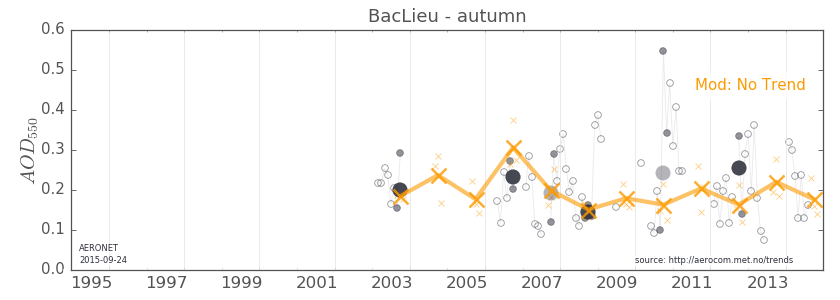 BacLieu - autumn
0.6
0.5
0.4
0.3
0.2
0.1
0.0
AOD550
Mod: No Trend
AERONET
2015-09-24
source: http://aerocom.met.no/trends
1995 1997 1999 2001 2003 2005 2007 2009 2011 2013